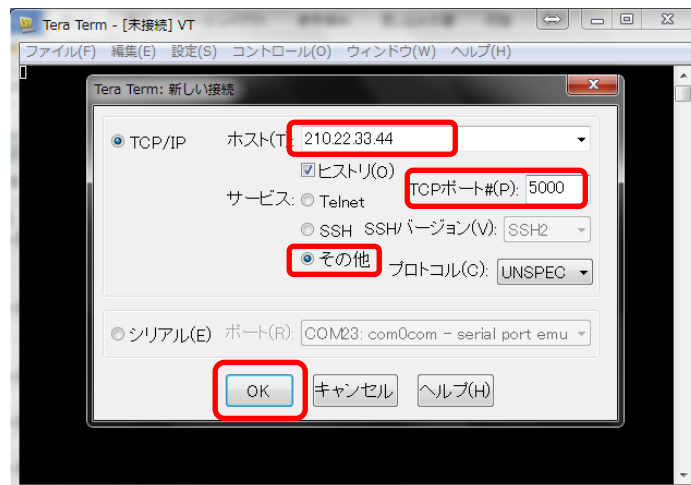 Tera Term - [未接続] VT
ファイル(F) 編集(E) 設定(S) コントロール(O) ウィンドウ(W) ヘルプ(H)
Tera Term: 新しい接続
TCP/IP ホスト(T): 210.22.33.44
ヒストリ(O)
サービス: Telnet TCPポート#(P): 5000
SSH SSHバージョン(V): SSH2
その他 プロトコル(C): UNSPEC
シリアル(E) ポート(R): COM23: com0com - serial port emu
OK キャンセル ヘルプ(H)